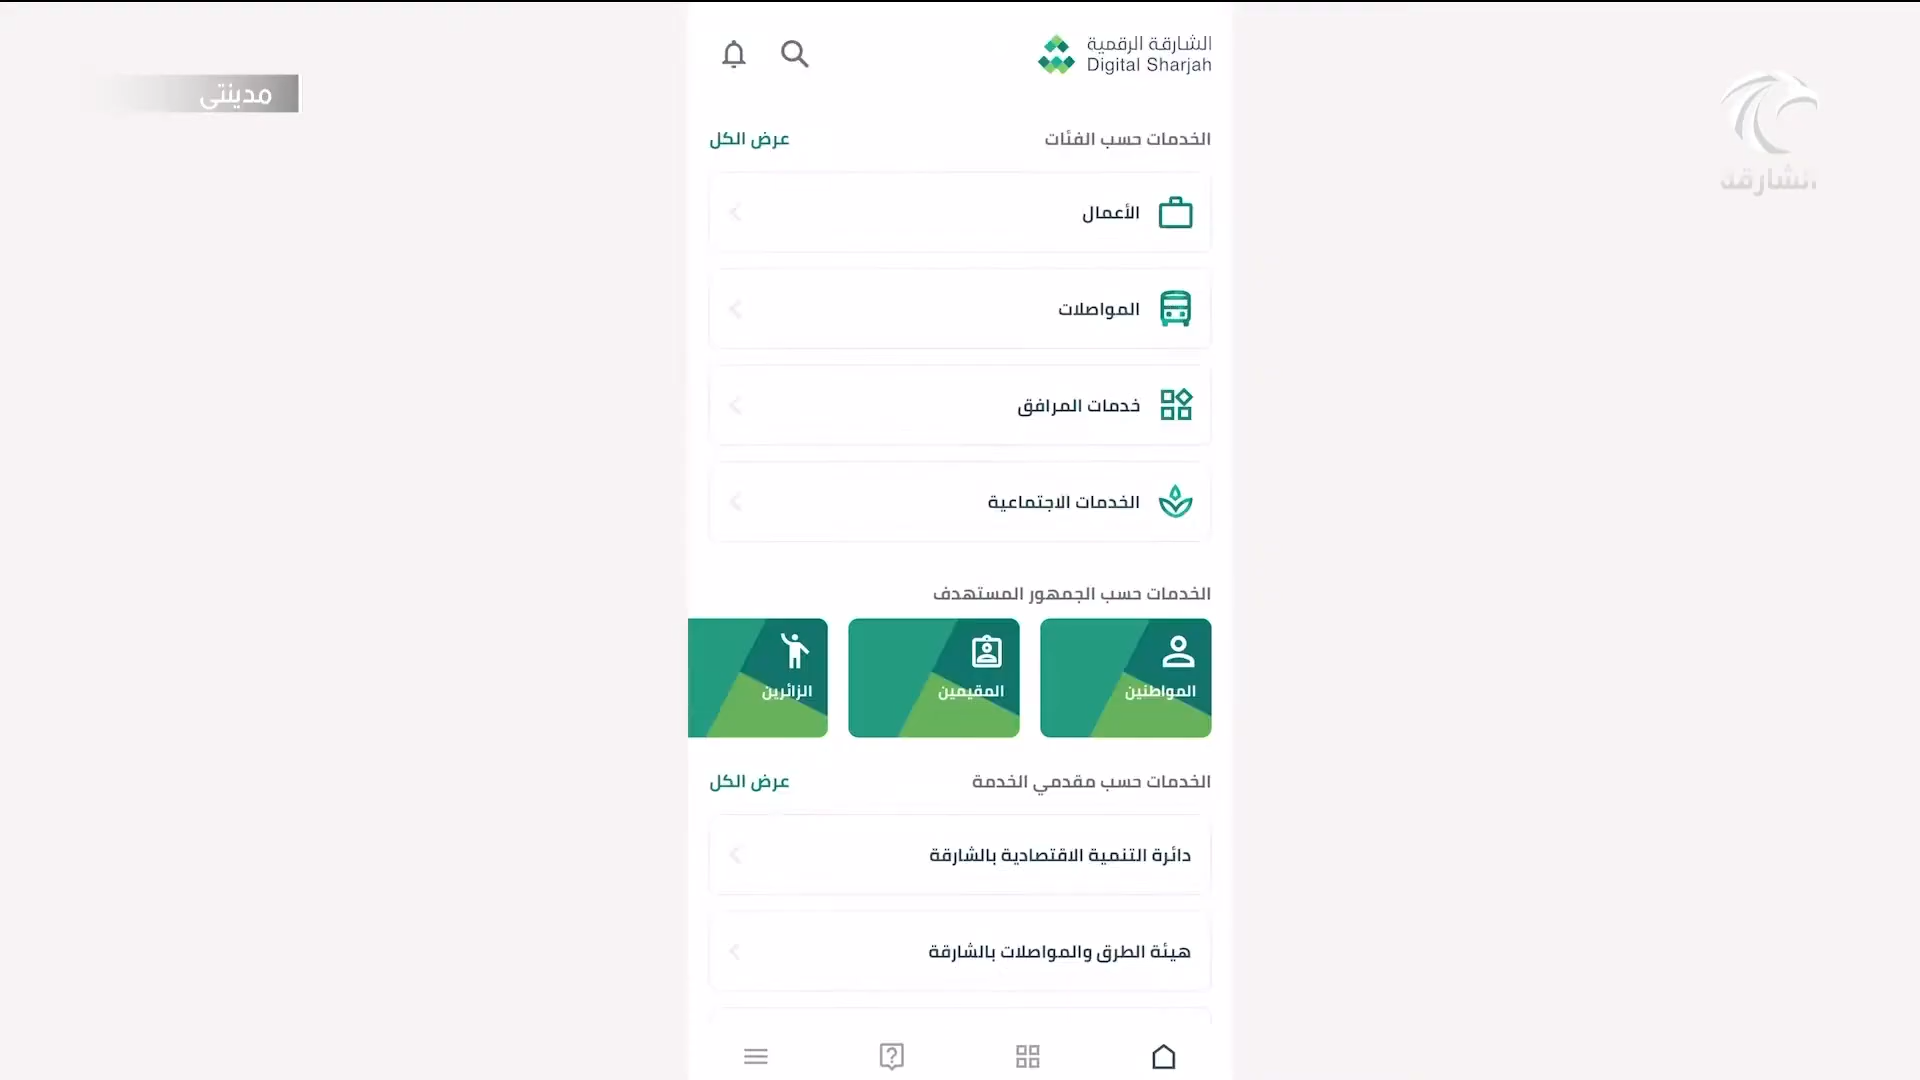 مدينتي
الشارقة الرقمية
Digital Sharjah
الشارقة
الخدمات حسب الفئات
عرض الكل
الأعمال
المواصلات
خدمات المرافق
الخدمات الاجتماعية
الخدمات حسب الجمهور المستهدف
المواطنين
المقيمين
الزائرين
الخدمات حسب مقدمي الخدمة
عرض الكل
دائرة التنمية الاقتصادية بالشارقة
هيئة الطرق والمواصلات بالشارقة